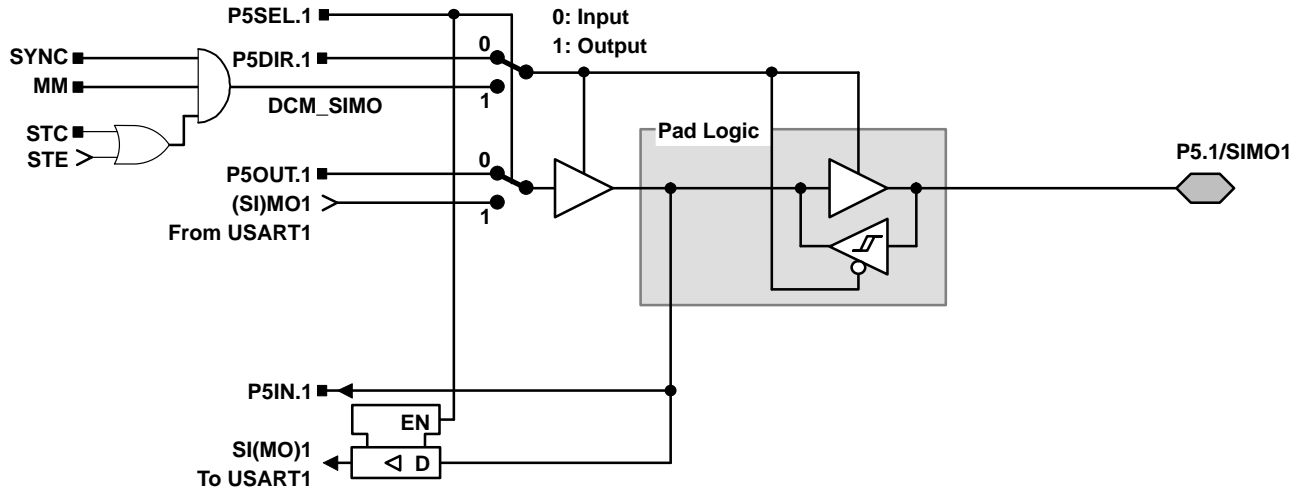 P5SEL.1
0: Input
1: Output
SYNC
P5DIR.1
0
MM
DCM_SIMO
1
STC
STE
Pad Logic
P5.1/SIMO1
P5OUT.1
0
(SI)MO1
1
From USART1
P5IN.1
EN
SI(MO)1
D
To USART1